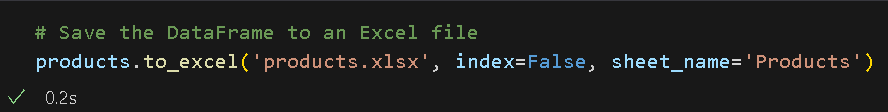 # Save the DataFrame to an Excel file
products.to_excel('products.xlsx', index=False, sheet_name='Products')
0.2s